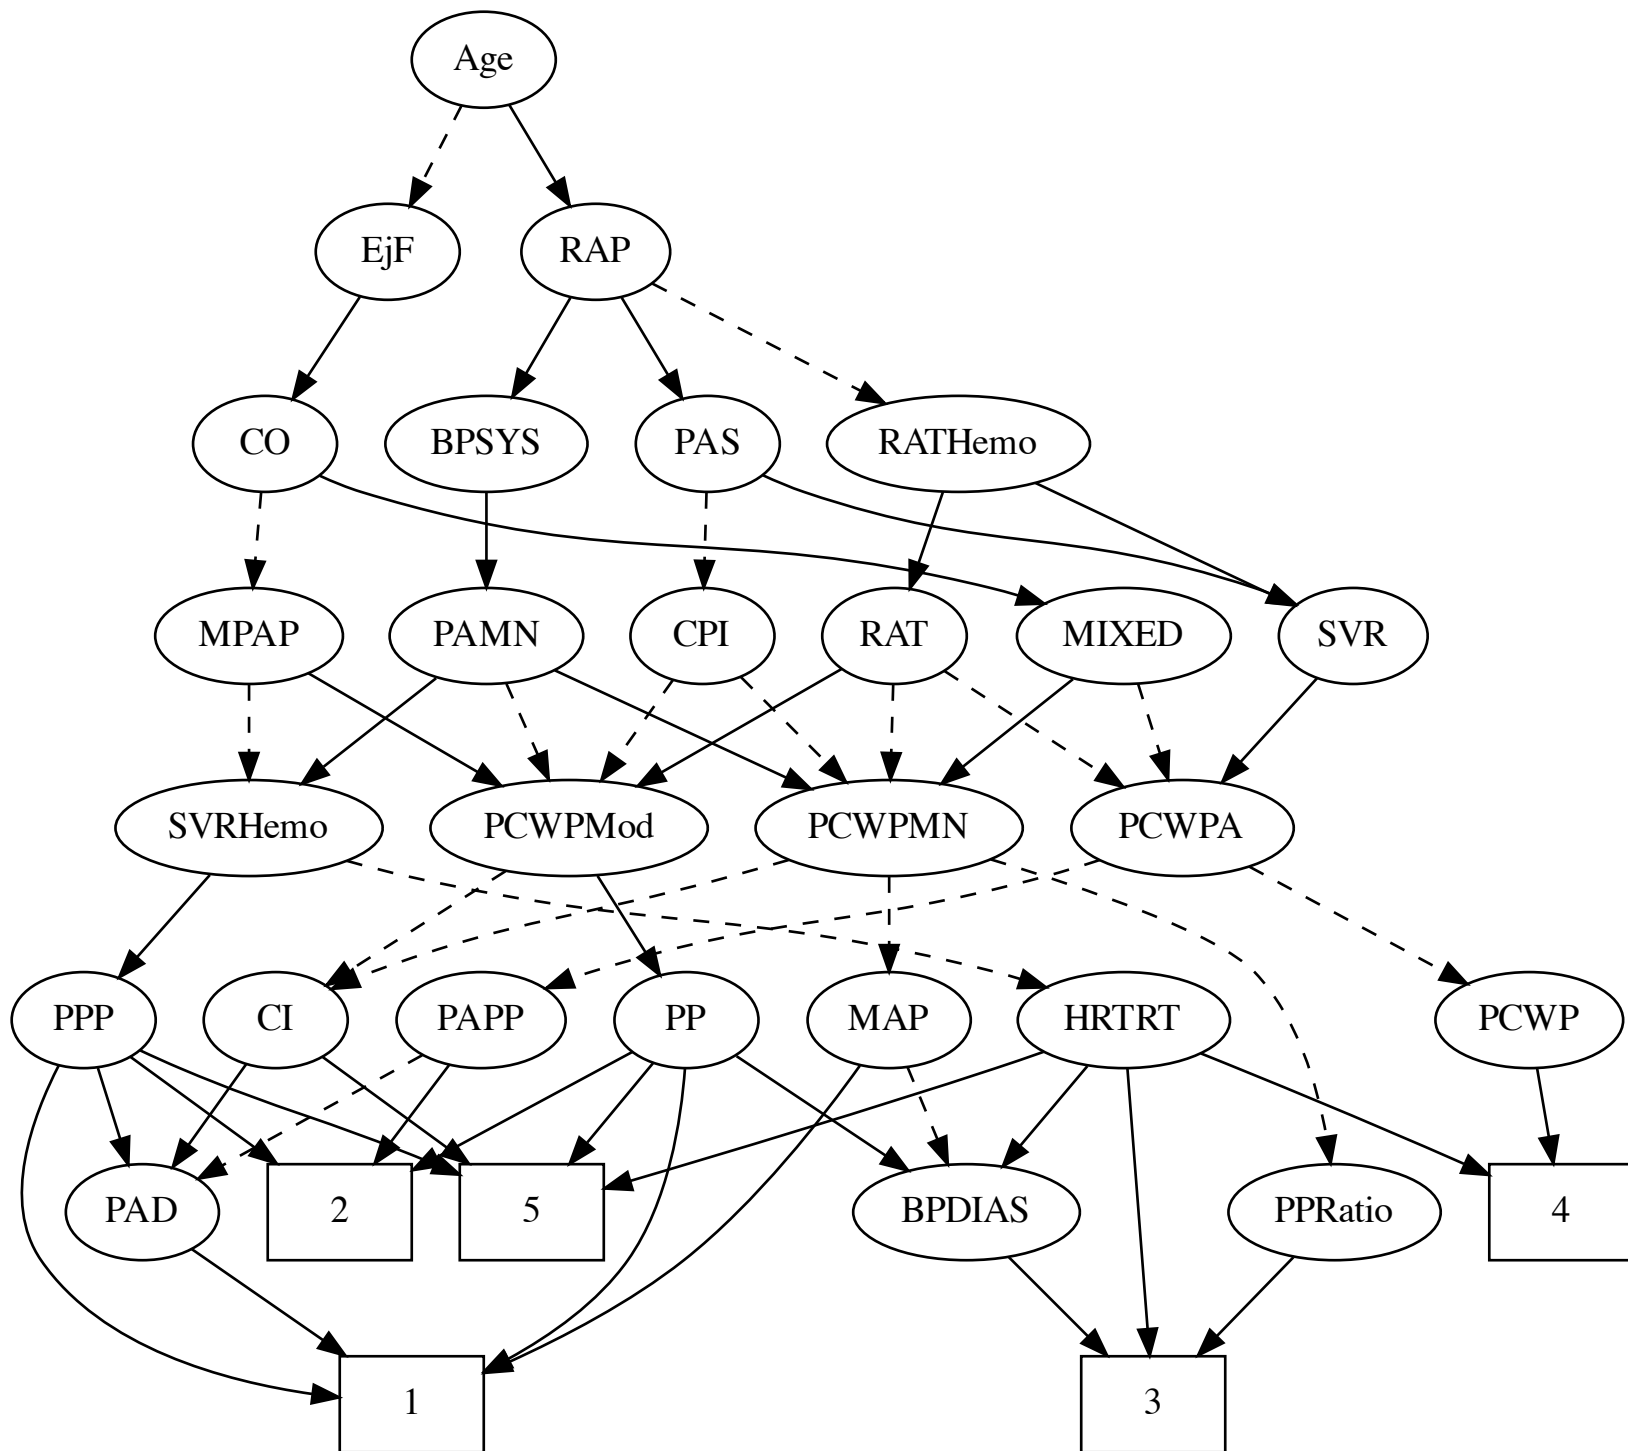 Age
EjF
RAP
CO
BPSYS
PAS
RATHemo
MPAP
PAMN
CPI
RAT
MIXED
SVR
SVRHemo
PCWPMod
PCWPMN
PCWPA
PPP
CI
PAPP
PP
MAP
HRTRT
PCWP
PAD
2
5
BPDIAS
PPRatio
4
1
3